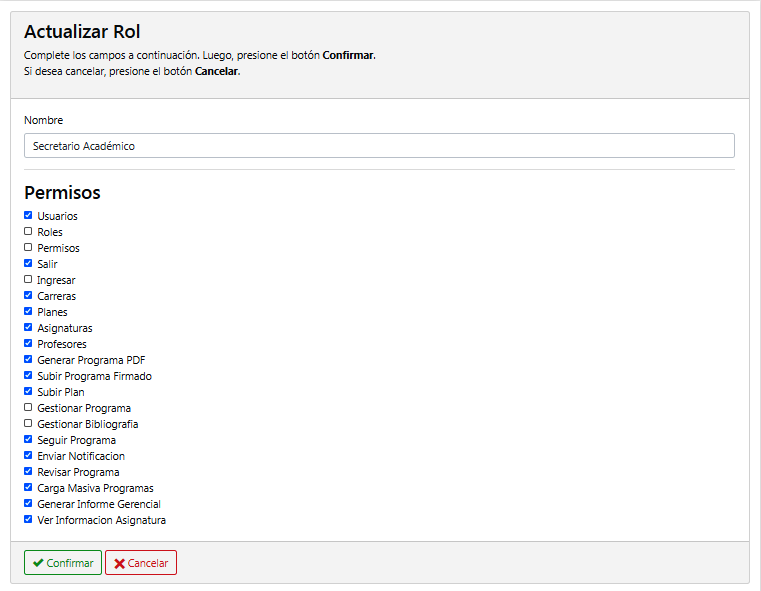 Actualizar Rol
Complete los campos a continuación. Luego, presione el botón Confirmar.
Si desea cancelar, presione el botón Cancelar.
Nombre
Secretario Académico
Permisos
Usuarios
Roles
Permisos
Salir
Ingresar
Carreras
Planes
Asignaturas
Profesores
Generar Programa PDF
Subir Programa Firmado
Subir Plan
Gestionar Programa
Gestionar Bibliografia
Seguir Programa
Enviar Notificacion
Revisar Programa
Carga Masiva Programas
Generar Informe Gerencial
Ver Informacion Asignatura
Confirmar Cancelar